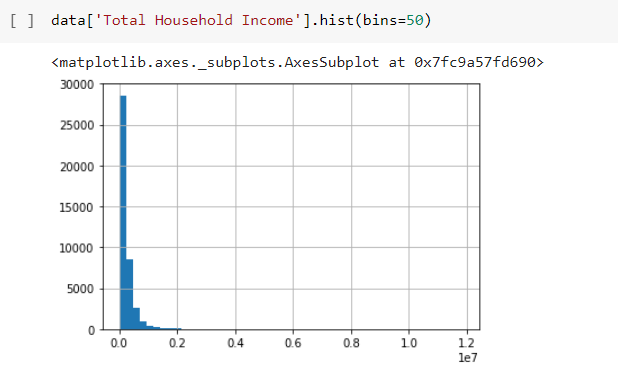 [ ] data['Total Household Income'].hist(bins=50)
<matplotlib.axes._subplots.AxesSubplot at 0x7fc9a57fd690>
30000
25000
20000
15000
10000
5000
0
0.0 0.2 0.4 0.6 0.8 1.0 1.2
1e7